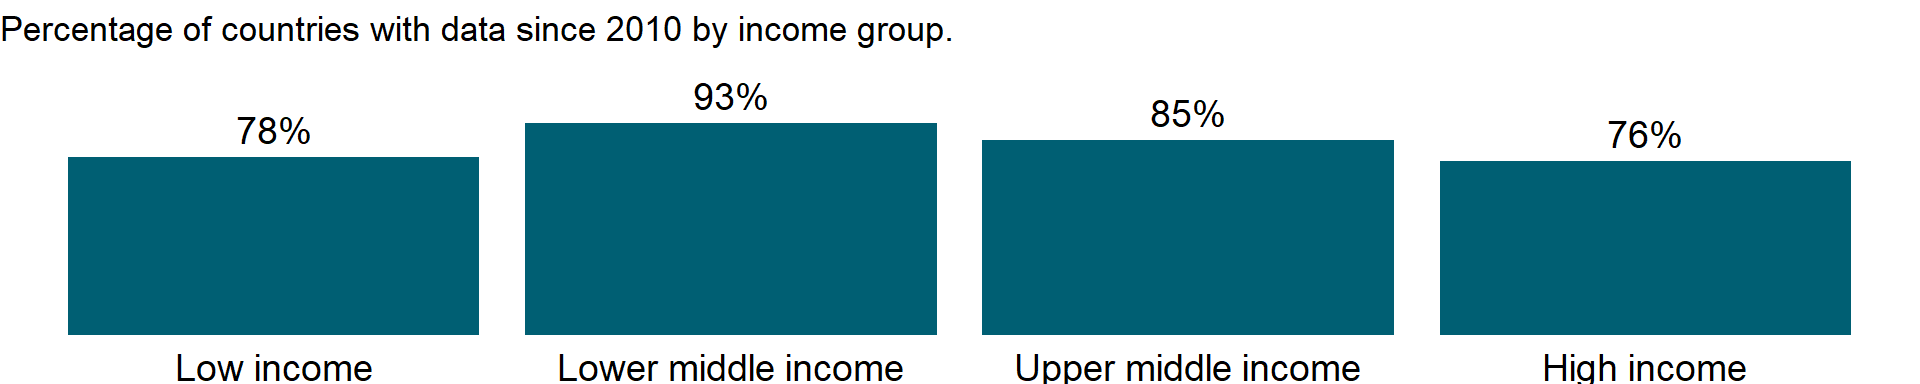 Percentage of countries with data since 2010 by income group.
78%
93%
85%
76%
Low income
Lower middle income
Upper middle income
High income